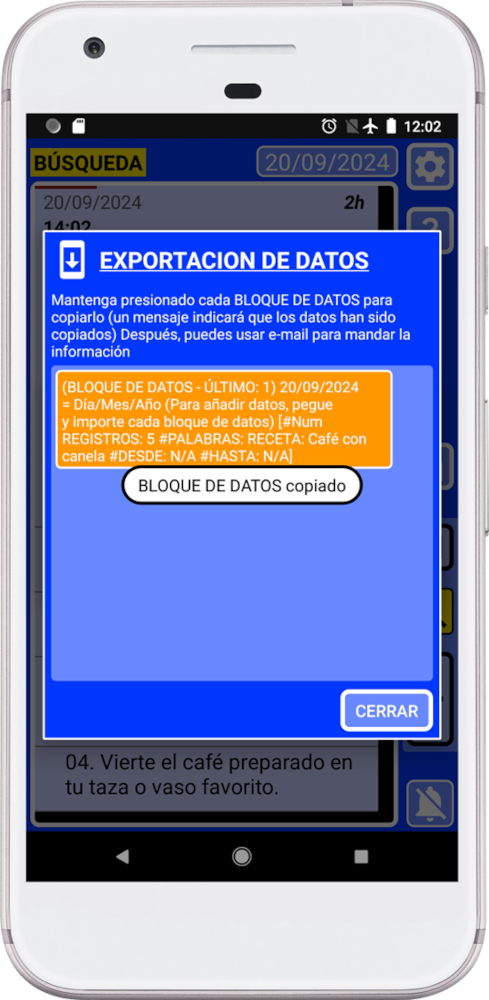 12:02
BÚSQUEDA
20/09/2024
20/09/2024
2h
14:02
EXPORTACION DE DATOS
Mantenga presionado cada BLOQUE DE DATOS para
copiarlo (un mensaje indicará que los datos han sido
copiados) Después, puedes usar e-mail para mandar la
información
(BLOQUE DE DATOS - ÚLTIMO: 1) 20/09/2024
= Día/Mes/Año (Para añadir datos, pegue
y importe cada bloque de datos) [#Num
REGISTROS: 5 #PALABRAS: RECETA: Café con
canela #DESDE: N/A #HASTA: N/A]
BLOQUE DE DATOS copiado
CERRAR
04. Vierte el café preparado en
tu taza o vaso favorito.